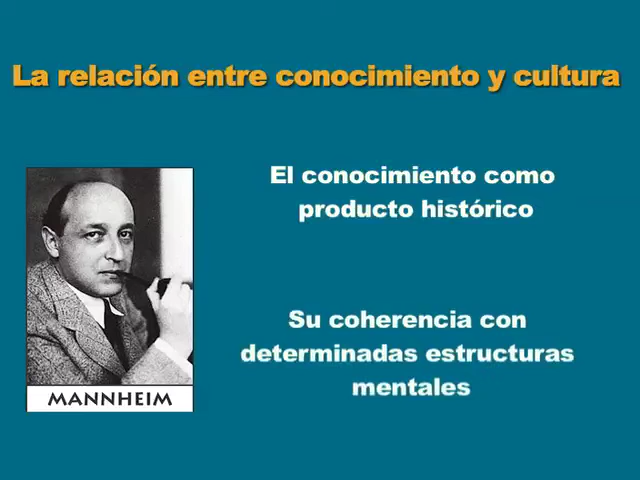 La relación entre conocimiento y cultura
El conocimiento como
producto histórico
Su coherencia con
determinadas estructuras
mentales
MANNHEIM